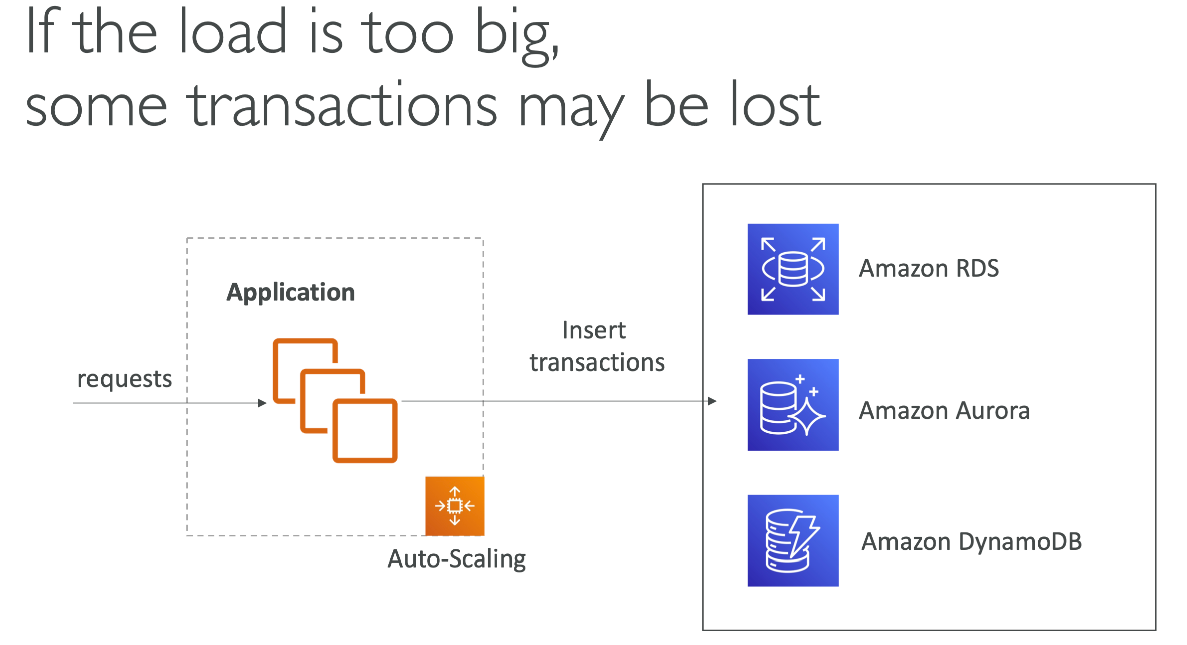 If the load is too big,
some transactions may be lost
Application
requests
Insert
transactions
Auto-Scaling
Amazon RDS
Amazon Aurora
Amazon DynamoDB